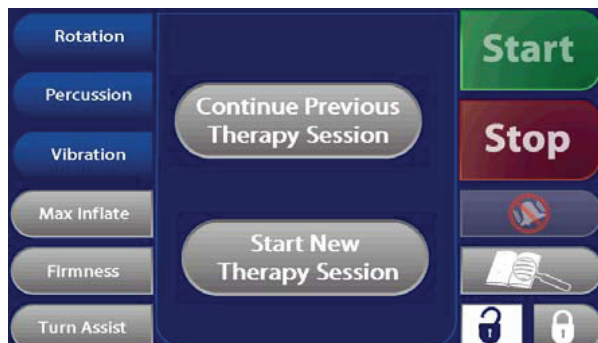 Rotation
Percussion
Vibration
Max Inflate
Firmness
Turn Assist
Continue Previous
Therapy Session
Start New
Therapy Session
Start
Stop